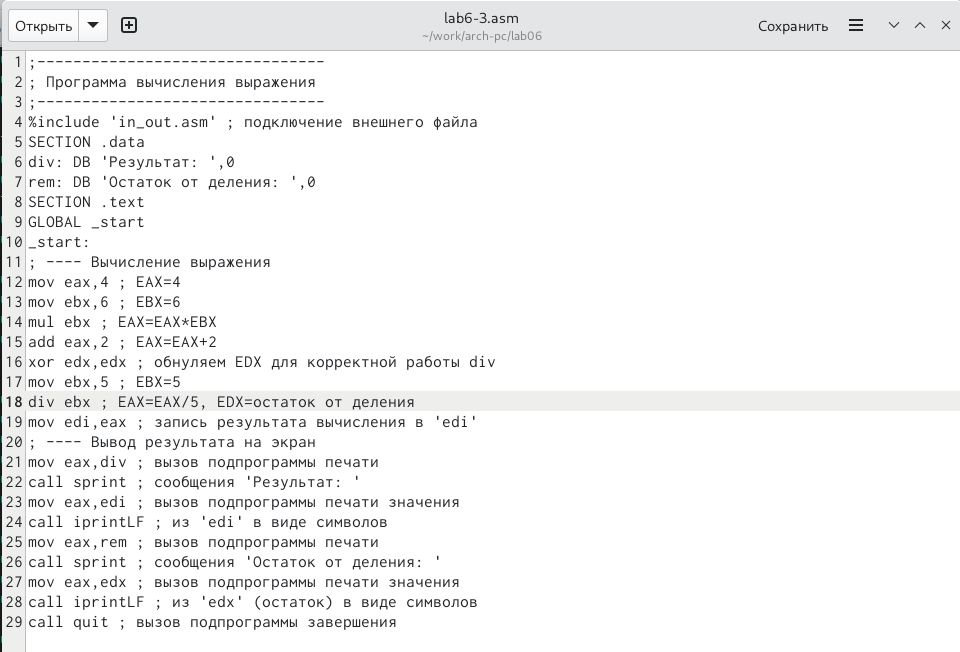 Открыть
lab6-3.asm
~/work/arch-pc/lab06
Сохранить
1 ;--------------------------------
2 ; Программа вычисления выражения
3 ;--------------------------------
4 %include 'in_out.asm' ; подключение внешнего файла
5 SECTION .data
6 div: DB 'Результат: ',0
7 rem: DB 'Остаток от деления: ',0
8 SECTION .text
9 GLOBAL _start
10 _start:
11 ; ---- Вычисление выражения
12 mov eax,4 ; EAX=4
13 mov ebx,6 ; EBX=6
14 mul ebx ; EAX=EAX*EBX
15 add eax,2 ; EAX=EAX+2
16 xor edx,edx ; обнуляем EDX для корректной работы div
17 mov ebx,5 ; EBX=5
18 div ebx ; EAX=EAX/5, EDX=остаток от деления
19 mov edi,eax ; запись результата вычисления в 'edi'
20 ; ---- Вывод результата на экран
21 mov eax,div ; вызов подпрограммы печати
22 call sprint ; сообщения 'Результат: '
23 mov eax,edi ; вызов подпрограммы печати значения
24 call iprintLF ; из 'edi' в виде символов
25 mov eax,rem ; вызов подпрограммы печати
26 call sprint ; сообщения 'Остаток от деления: '
27 mov eax,edx ; вызов подпрограммы печати значения
28 call iprintLF ; из 'edx' (остаток) в виде символов
29 call quit ; вызов подпрограммы завершения